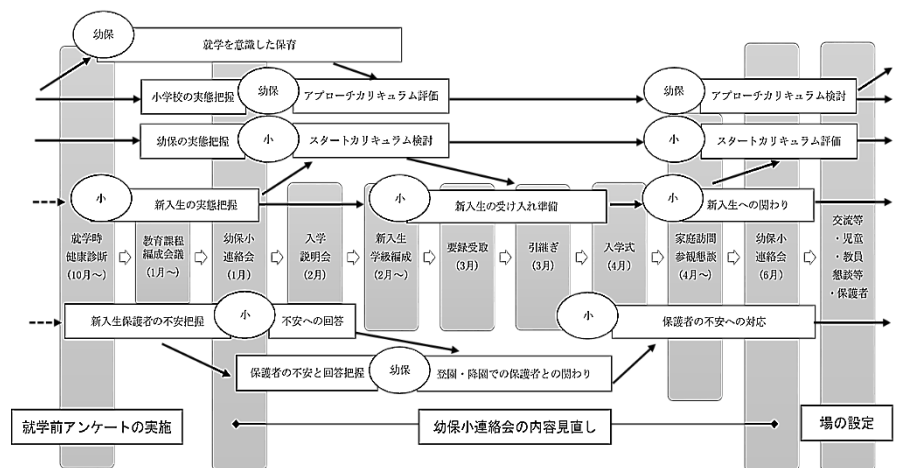 幼保
就学を意識した保育
小学校の実態把握
幼保
アプローチカリキュラム評価
幼保
アプローチカリキュラム検討
幼保の実態把握
小
スタートカリキュラム検討
小
スタートカリキュラム評価
小
新入生の実態把握
小
新入生の受け入れ準備
小
新入生への関わり
就学時
健康診断
(10月~)
教育課程
編成会議
(1月~)
幼保小
連絡会
(1月)
入学
説明会
(2月)
新入生
学級編成
(2月~)
要録受取
(3月)
引継ぎ
(3月)
入学式
(4月)
家庭訪問
参観懇談
(4月~)
幼保小
連絡会
(6月)
交流等
・児童
・教員
懇談等
・保護者
新入生保護者の不安把握
小
不安への回答
小
保護者の不安への対応
保護者の不安と回答把握
幼保
登園・降園での保護者との関わり
就学前アンケートの実施
幼保小連絡会の内容見直し
場の設定